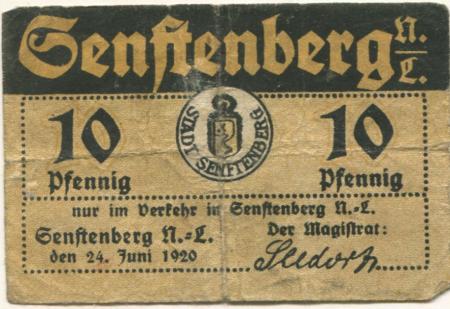 Senftenberg N./L.
10 10
STADT SENFTENBERG
Pfennig Pfennig
nur im Verkehr in Senftenberg N.-L.
Senftenberg N.-L. Der Magistrat:
den 24. Juni 1920